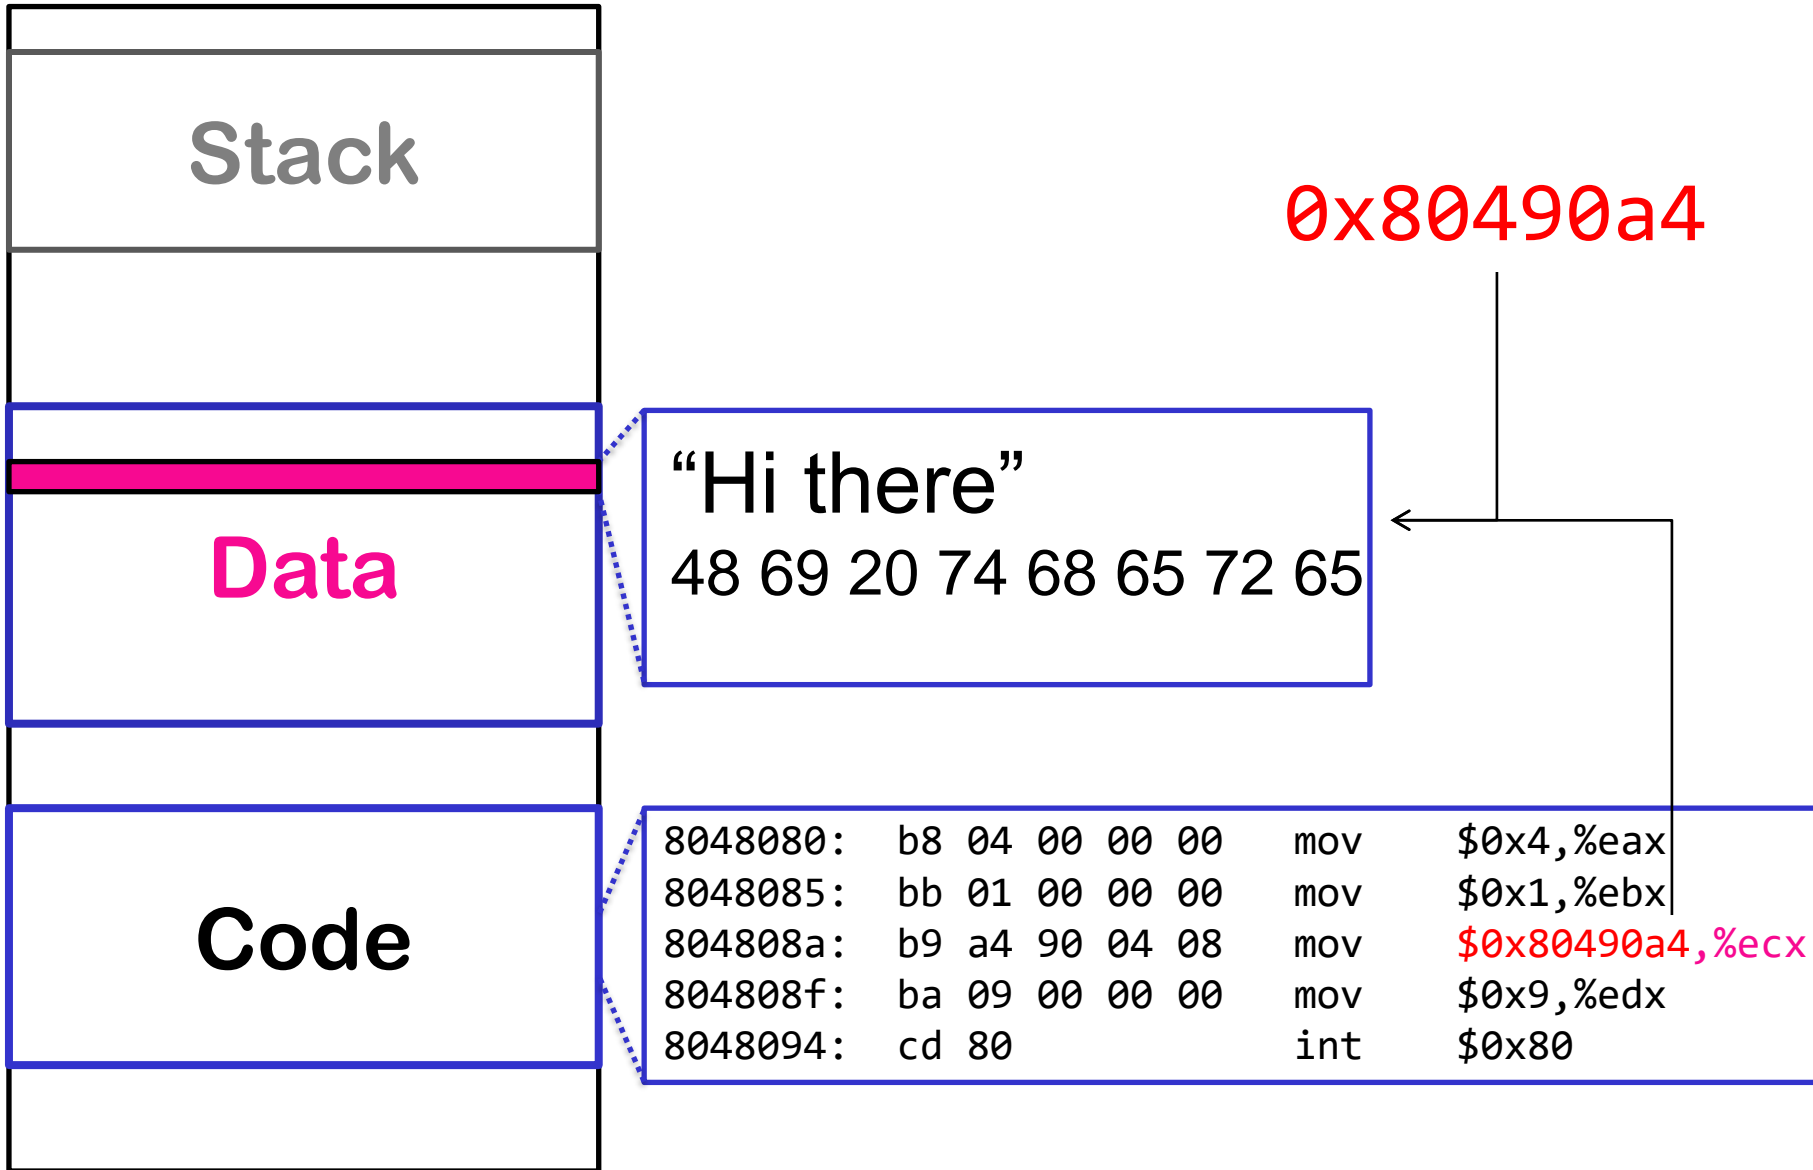 Stack
0x80490a4
“Hi there”
48 69 20 74 68 65 72 65
Data
Code
8048080: b8 04 00 00 00 mov $0x4,%eax
8048085: bb 01 00 00 00 mov $0x1,%ebx
804808a: b9 a4 90 04 08 mov $0x80490a4,%ecx
804808f: ba 09 00 00 00 mov $0x9,%edx
8048094: cd 80 int $0x80